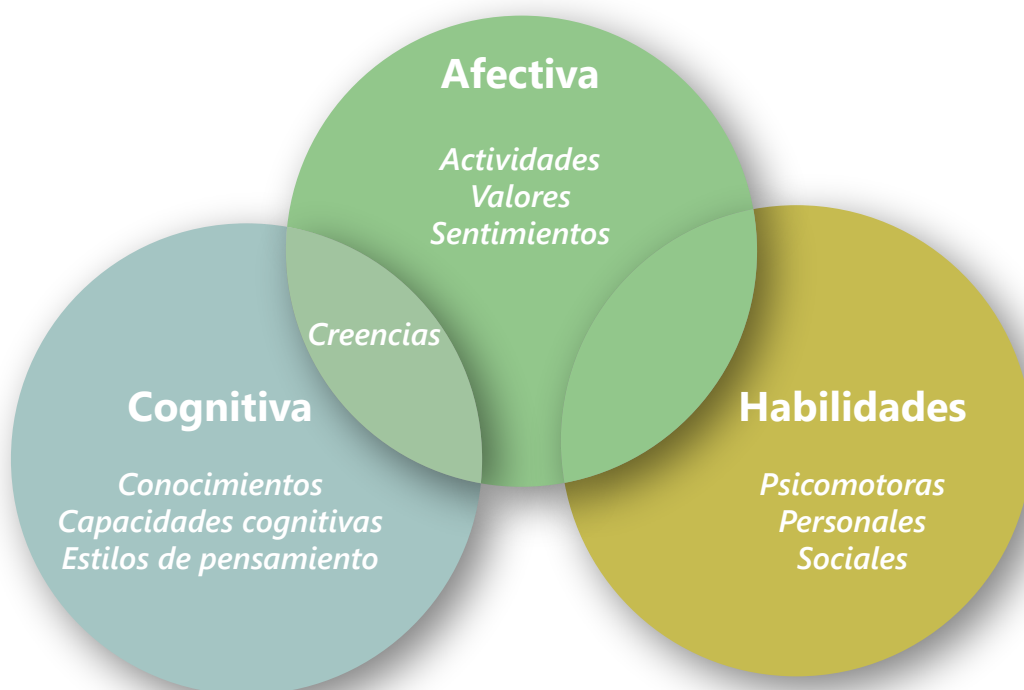 Afectiva
Actividades
Valores
Sentimientos
Creencias
Cognitiva
Conocimientos
Capacidades cognitivas
Estilos de pensamiento
Habilidades
Psicomotoras
Personales
Sociales